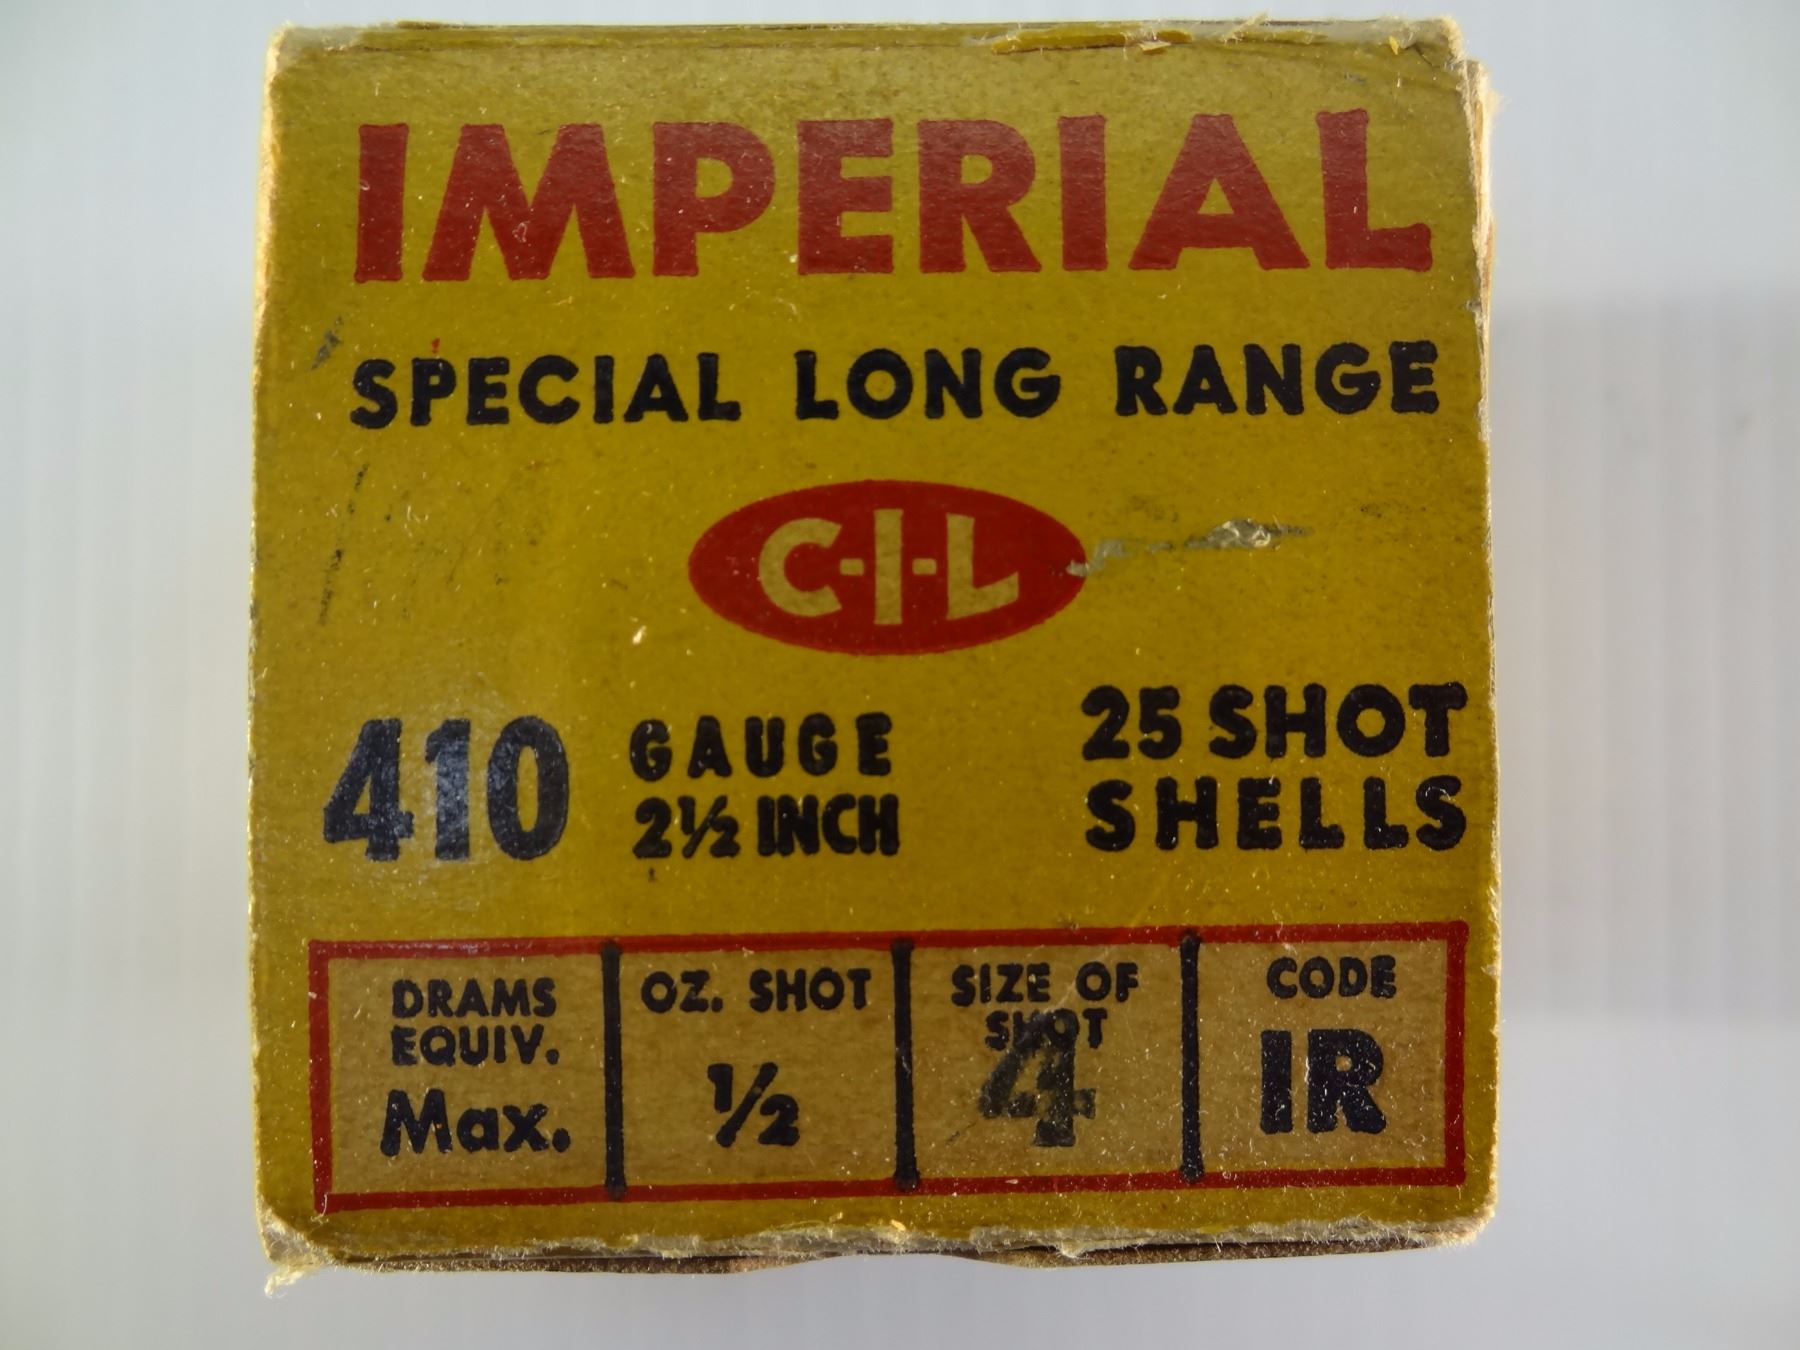 IMPERIAL
SPECIAL LONG RANGE
C-I-L
410 GAUGE
2½ INCH
25 SHOT
SHELLS
DRAMS
EQUIV.
Max.
OZ. SHOT
½
SIZE OF
SHOT
4
CODE
IR